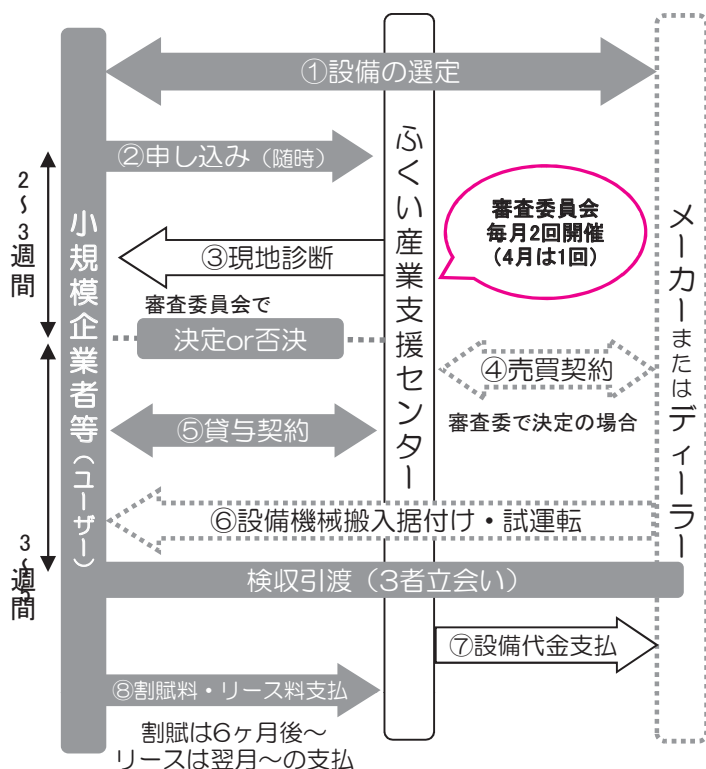 ①設備の選定
②申し込み（随時）
2～3週間
小規模企業者等（ユーザー）
ふくい産業支援センター
審査委員会
毎月2回開催
（4月は1回）
メーカーまたはディーラー
③現地診断
審査委員会で
決定or否決
④売買契約
審査委で決定の場合
⑤貸与契約
⑥設備機械搬入据付け・試運転
週間
検収引渡（3者立会い）
⑦設備代金支払
⑧割賦料・リース料支払
割賦は6ヶ月後～
リースは翌月～の支払